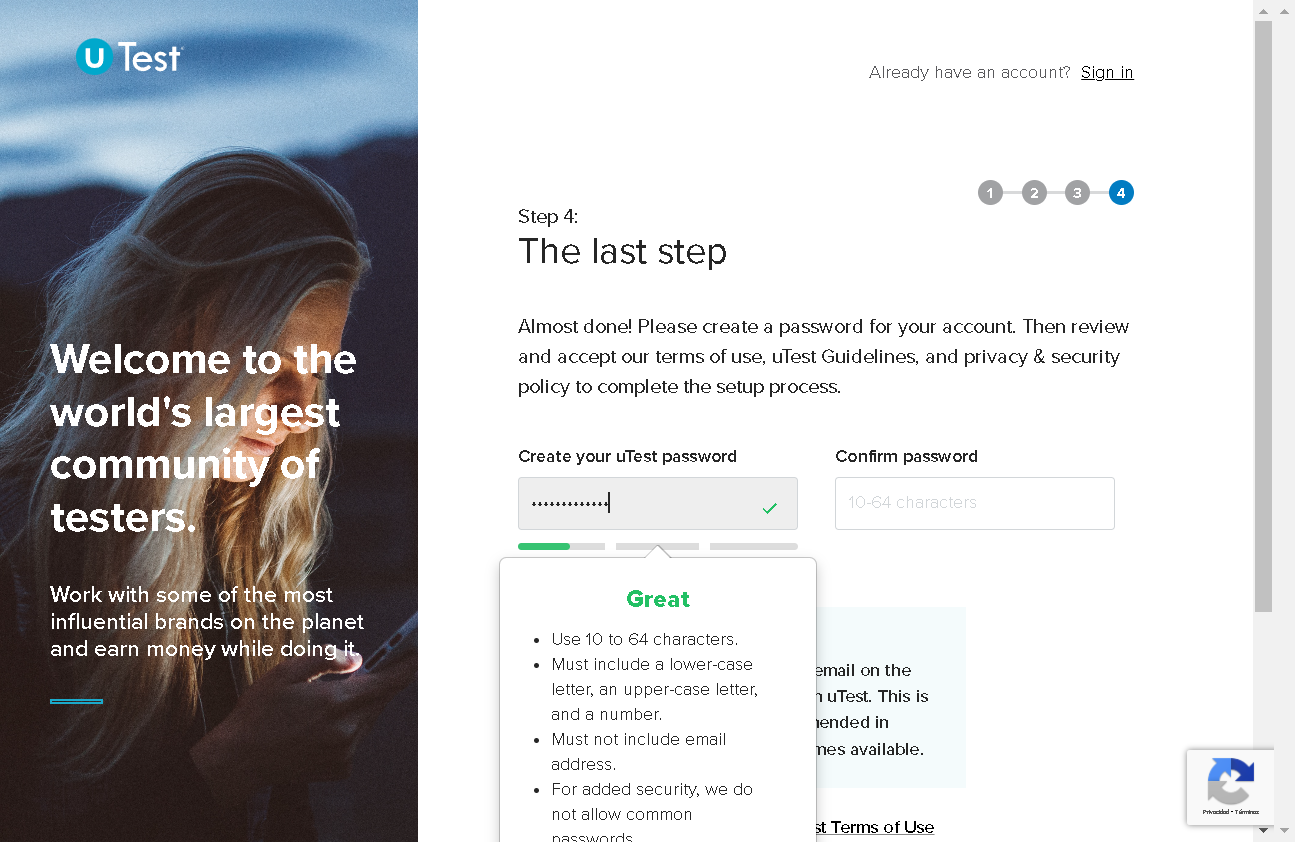 U Test
Already have an account? Sign in
1 2 3 4
Step 4:
The last step
Almost done! Please create a password for your account. Then review
and accept our terms of use, uTest Guidelines, and privacy & security
policy to complete the setup process.
Create your uTest password
Confirm password
10-64 characters
Great
• Use 10 to 64 characters.
• Must include a lower-case
letter, an upper-case letter,
and a number.
• Must not include email
address.
• For added security, we do
not allow common
passwords
email on the
uTest. This is
in
available.
Terms of Use
Welcome to the
world's largest
community of
testers.
Work with some of the most
influential brands on the planet
and earn money while doing it.
Privacidad - Términos